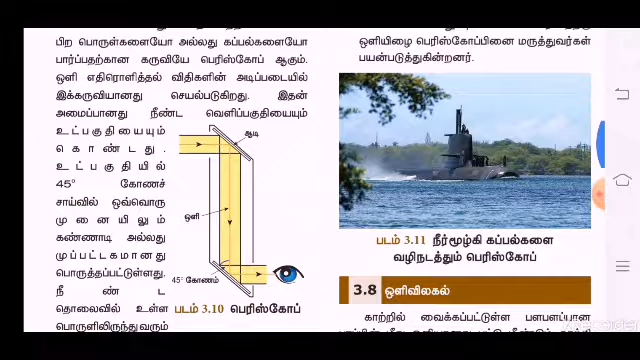 பிற பொருள்களையோ அல்லது கப்பல்களையோ
பார்ப்பதற்கான கருவியே பெரிஸ்கோப் ஆகும்.
ஒளி எதிரொளித்தல் விதிகளின் அடிப்படையில்
இக்கருவியானது செயல்படுகிறது. இதன்
அமைப்பானது நீண்ட வெளிப்பகுதியையும்
உட்பகுதியையும்
கொண்டது.
உட்பகுதியில்
45° கோணச்
சாய்வில் ஒவ்வொரு
முனையிலும்
கண்ணாடி அல்லது
முப்பட்டகமானது
பொருத்தப்பட்டுள்ளது.
நீண்ட
தொலைவில் உள்ள
பொருளிலிருந்துவரும்
ஆடி
ஒளி
45° கோணம்
படம் 3.10 பெரிஸ்கோப்
ஒளியிழை பெரிஸ்கோப்பினை மருத்துவர்கள்
பயன்படுத்துகின்றனர்.
படம் 3.11 நீர்மூழ்கி கப்பல்களை
வழிநடத்தும் பெரிஸ்கோப்
3.8 ஒளிவிலகல்
காற்றில் வைக்கப்பட்டுள்ள பளபளப்பான